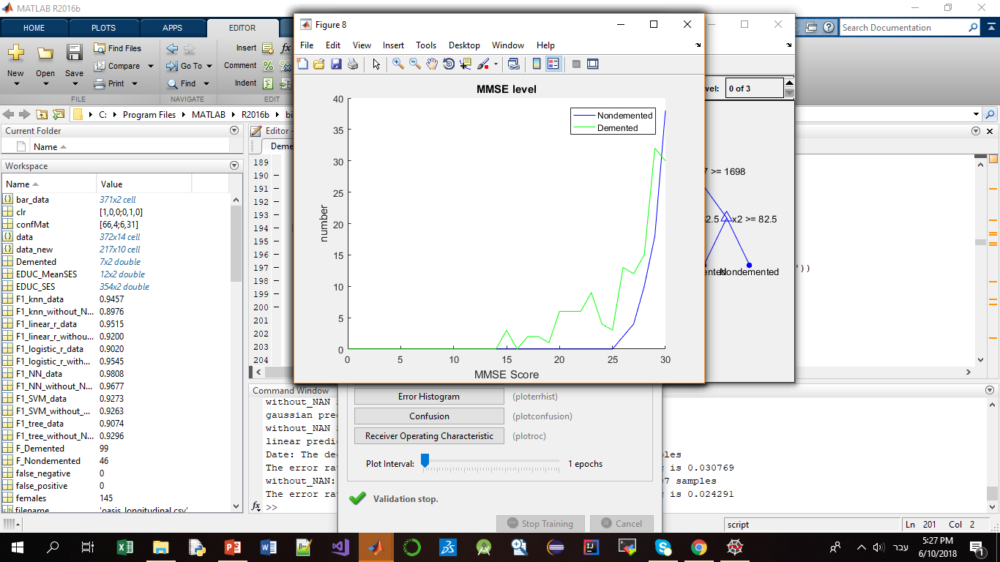 MATLAB R2016b
HOME PLOTS APPS EDITOR
Search Documentation
New Open Save
Find Files
Compare
Print
FILE
Go To
Find
NAVIGATE
Insert
Comment
Indent
EDIT
C: Program Files MATLAB R2016b
Current Folder
Name
Workspace
Name Value
bar_data 371x2 cell
clr [1,0,0;0,1,0]
confMat [66,4;6,31]
data 372x14 cell
data_new 217x10 cell
Demented 7x2 double
EDUC_MeanSES 12x2 double
EDUC_SES 354x2 double
F1_knn_data 0.9457
F1_knn_without_N... 0.8976
F1_linear_r_data 0.9515
F1_linear_r_withou... 0.9200
F1_logistic_r_data 0.9020
F1_logistic_r_with... 0.9545
F1_NN_data 0.9808
F1_NN_without_N... 0.9677
F1_SVM_data 0.9273
F1_SVM_without_... 0.9263
F1_tree_data 0.9074
F1_tree_without_N... 0.9296
F_Demented 99
F_Nondemented 46
false_negative 0
false_positive 0
females 145
filename 'oasis_longitudinal.csv'
Editor -
Deme
189
190
191
192
193
194
195
196
197
198
199
200
201
202
203
204
Figure 8
File Edit View Insert Tools Desktop Window Help
MMSE level
Nondemented
Demented
number
40
35
30
25
20
15
10
5
0
0 5 10 15 20 25 30
MMSE Score
vel: 0 of 3
7 >= 1698
2.5 x2 >= 82.5
ented Nondemented
'))
Error Histogram (ploterrhist)
Confusion (plotconfusion)
Receiver Operating Characteristic (plotroc)
Plot Interval: 1 epochs
Validation stop.
Stop Training Cancel
Command Window
without_NAN
gaussian pre
without_NAN
linear predi
Date: The de ples
The error ra is 0.030769
without_NAN: 07 samples
The error ra is 0.024291
fx >>
script Ln 201 Col 2
עבר
5:27 PM
6/10/2018
1